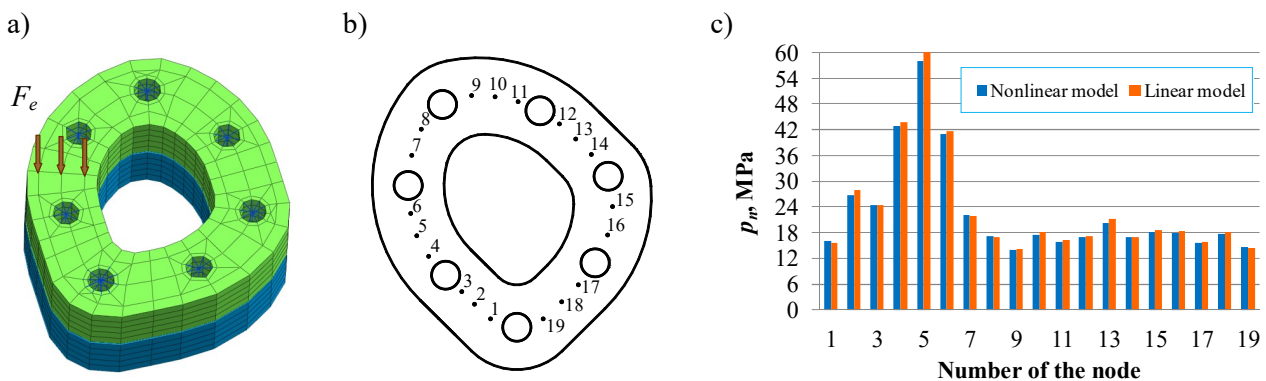 a)
b)
c)
F_e
9 10 11
12
8
13
14
7
15
6
16
5
4
17
3
18
2
1
19
p_n, MPa
60
54
48
42
36
30
24
18
12
6
0
Nonlinear model
Linear model
1 3 5 7 9 11 13 15 17 19
Number of the node